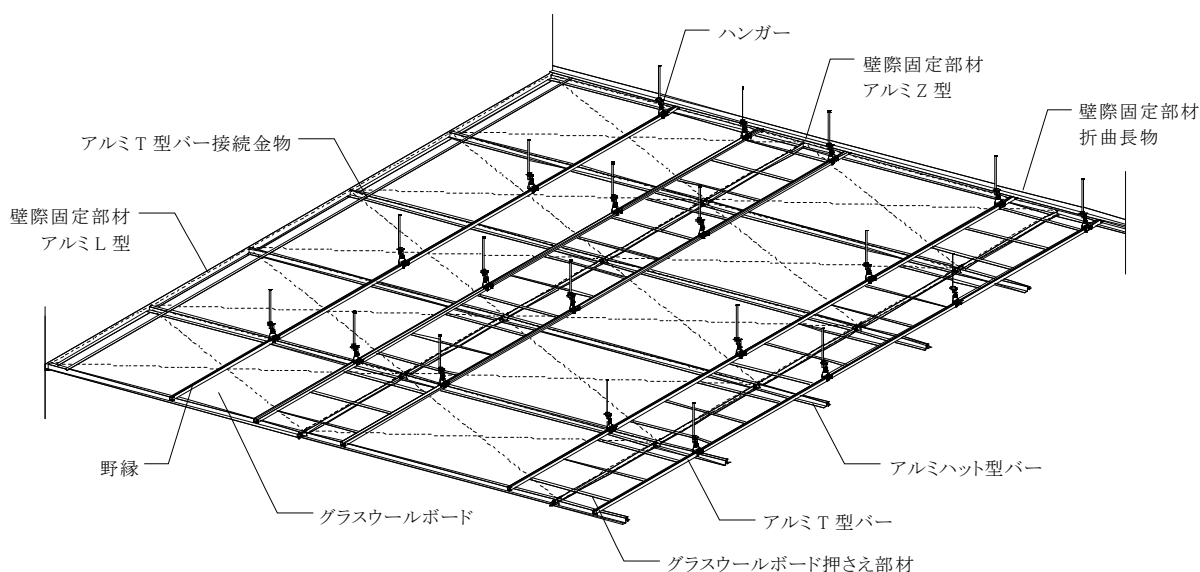 ハンガー
壁際固定部材
アルミZ型
壁際固定部材
折曲長物
アルミT型バー接続金物
壁際固定部材
アルミL型
野縁
グラスウールボード
アルミハット型バー
アルミT型バー
グラスウールボード押さえ部材